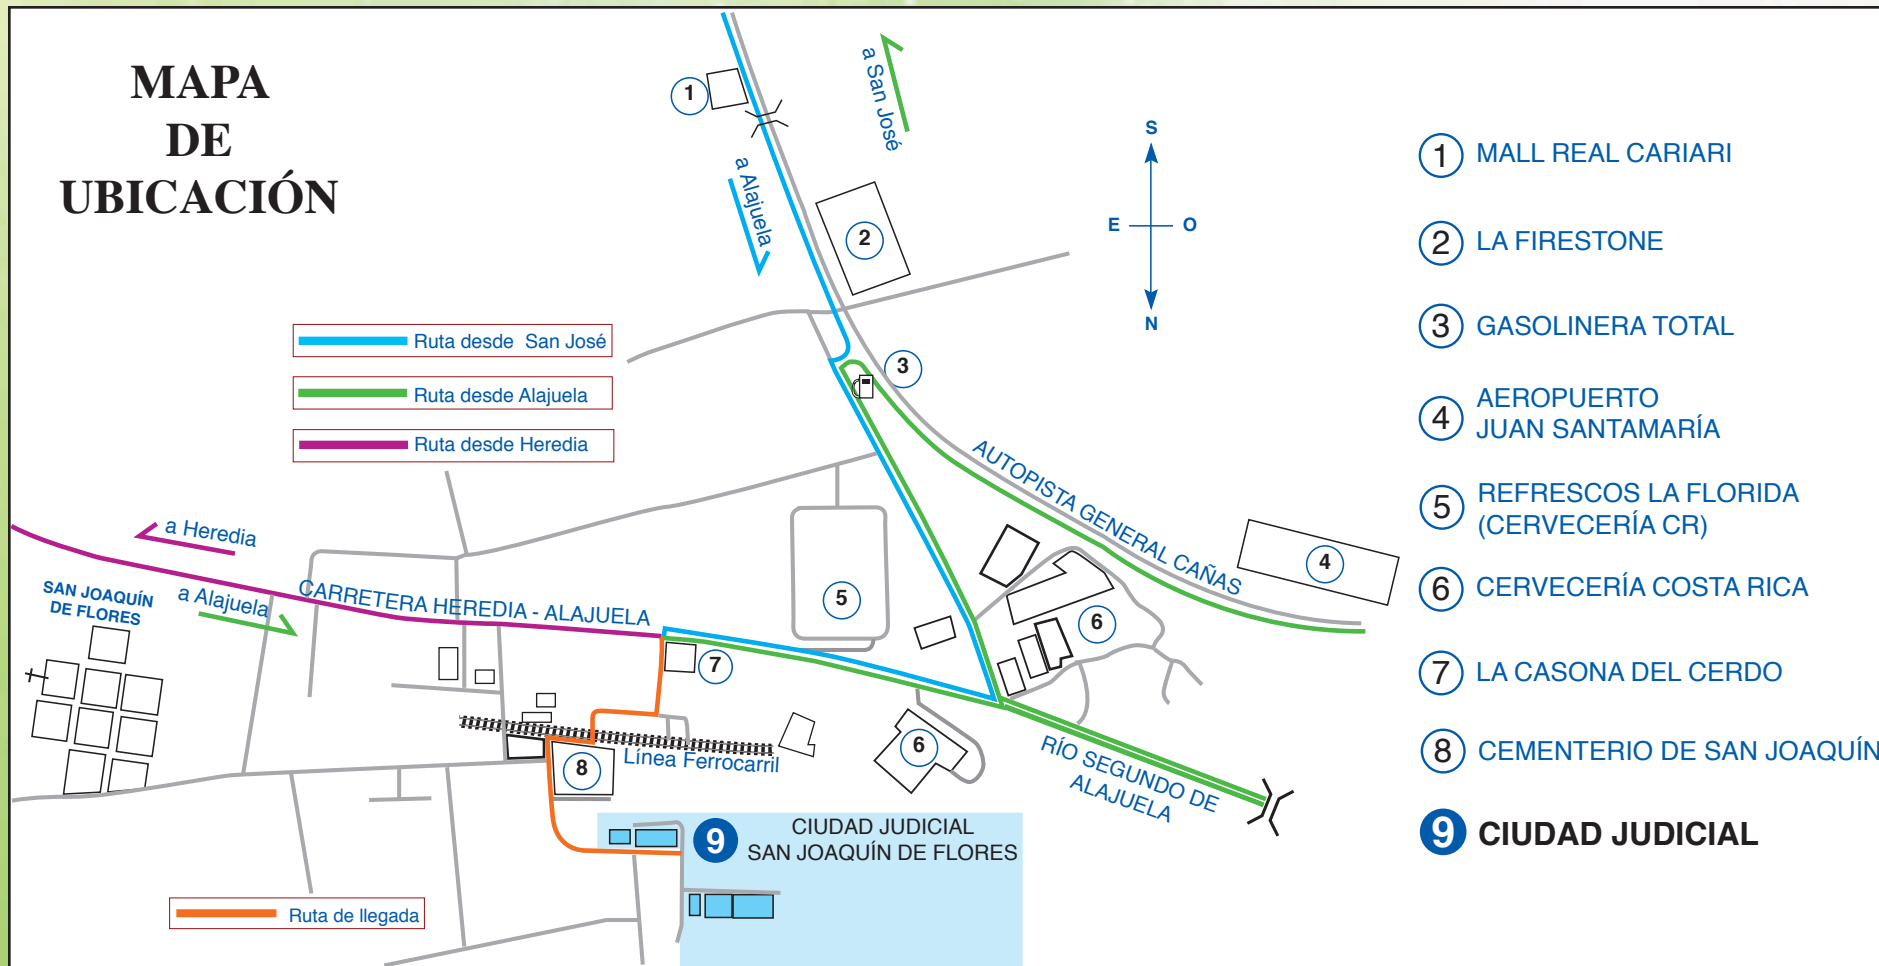 MAPA
DE
UBICACIÓN
1
a San José
a Alajuela
2
S
E O
N
Ruta desde San José
Ruta desde Alajuela
Ruta desde Heredia
3
AUTOPISTA GENERAL CAÑAS
4
a Heredia
SAN JOAQUÍN
DE FLORES
a Alajuela
CARRETERA HEREDIA - ALAJUELA
5
6
7
6
8
Línea Ferrocarril
RÍO SEGUNDO DE
ALAJUELA
9
CIUDAD JUDICIAL
SAN JOAQUÍN DE FLORES
Ruta de llegada
1 MALL REAL CARIARI
2 LA FIRESTONE
3 GASOLINERA TOTAL
4 AEROPUERTO
JUAN SANTAMARÍA
5 REFRESCOS LA FLORIDA
(CERVECERÍA CR)
6 CERVECERÍA COSTA RICA
7 LA CASONA DEL CERDO
8 CEMENTERIO DE SAN JOAQUÍN
9 CIUDAD JUDICIAL